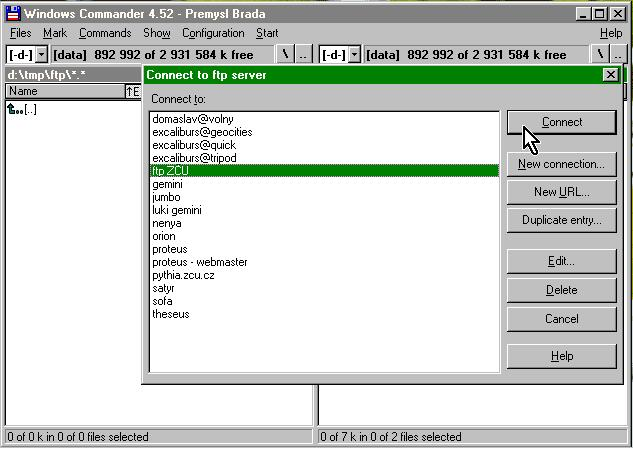 Windows Commander 4.52 - Premysl Brada
Files Mark Commands Show Configuration Start Help
[-d-] [data] 892 992 of 2 931 584 k free \ .. [-d-] [data] 892 992 of 2 931 584 k free \ ..
d:\tmp\ftp\*.*
Name ↑E
[..]
Connect to ftp server
Connect to:
domaslav@volny
excaliburs@geocities
excaliburs@quick
excaliburs@tripod
ftp ZCU
gemini
jumbo
luki gemini
nenya
orion
proteus
proteus - webmaster
pythia.zcu.cz
satyr
sofa
theseus
Connect
New connection...
New URL...
Duplicate entry...
Edit...
Delete
Cancel
Help
0 of 0 k in 0 of 0 files selected 0 of 7 k in 0 of 2 files selected